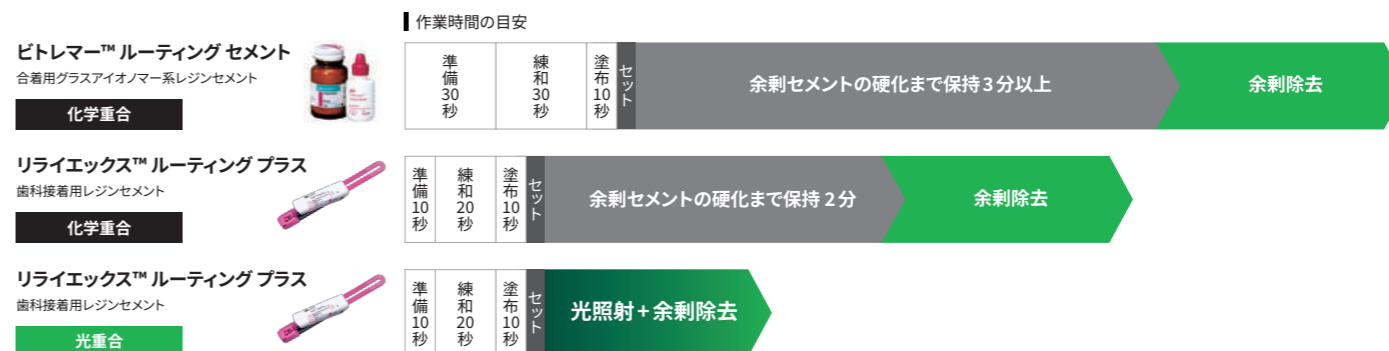 作業時間の目安
ビトレマー™ ルーティング セメント
合着用グラスアイオノマー系レジンセメント
化学重合
準備30秒
練和30秒
塗布10秒
セット
余剰セメントの硬化まで保持3分以上
余剰除去
リライエックス™ ルーティング プラス
歯科接着用レジンセメント
化学重合
準備10秒
練和20秒
塗布10秒
セット
余剰セメントの硬化まで保持 2分
余剰除去
リライエックス™ ルーティング プラス
歯科接着用レジンセメント
光重合
準備10秒
練和20秒
塗布10秒
セット
光照射+余剰除去